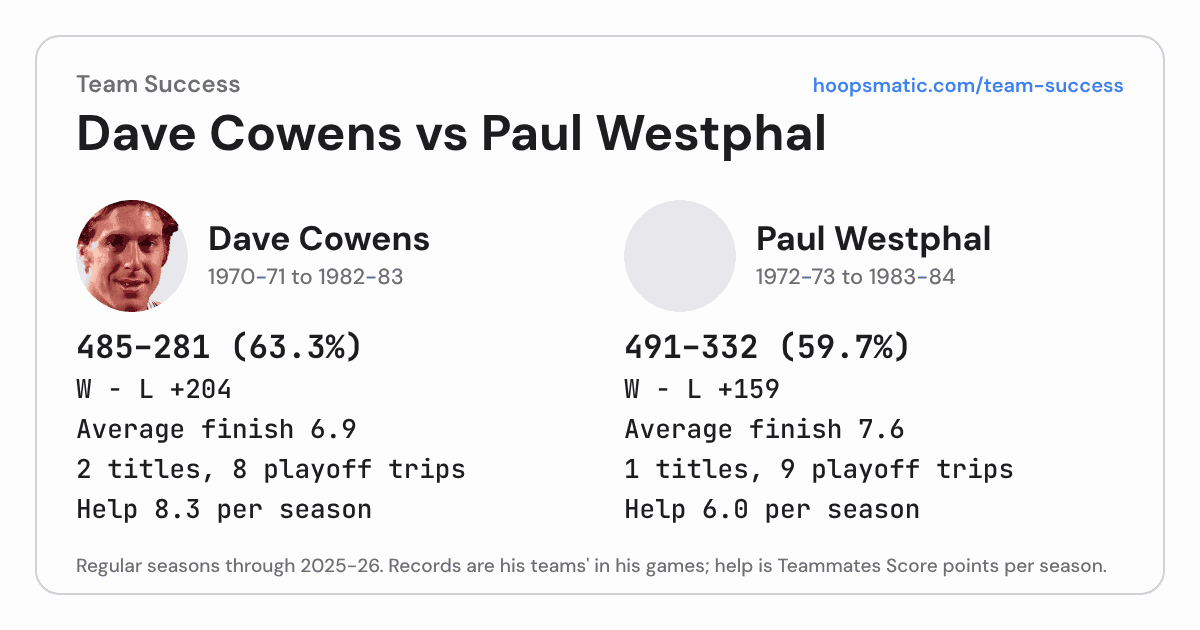 Team Success
hoopsmatic.com/team-success
Dave Cowens vs Paul Westphal
Dave Cowens
1970-71 to 1982-83
485-281 (63.3%)
W - L +204
Average finish 6.9
2 titles, 8 playoff trips
Help 8.3 per season
Paul Westphal
1972-73 to 1983-84
491-332 (59.7%)
W - L +159
Average finish 7.6
1 titles, 9 playoff trips
Help 6.0 per season
Regular seasons through 2025-26. Records are his teams' in his games; help is Teammates Score points per season.